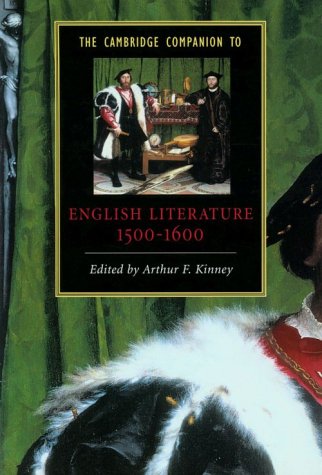 THE CAMBRIDGE COMPANION TO
ENGLISH LITERATURE
1500-1600
Edited by Arthur F. Kinney